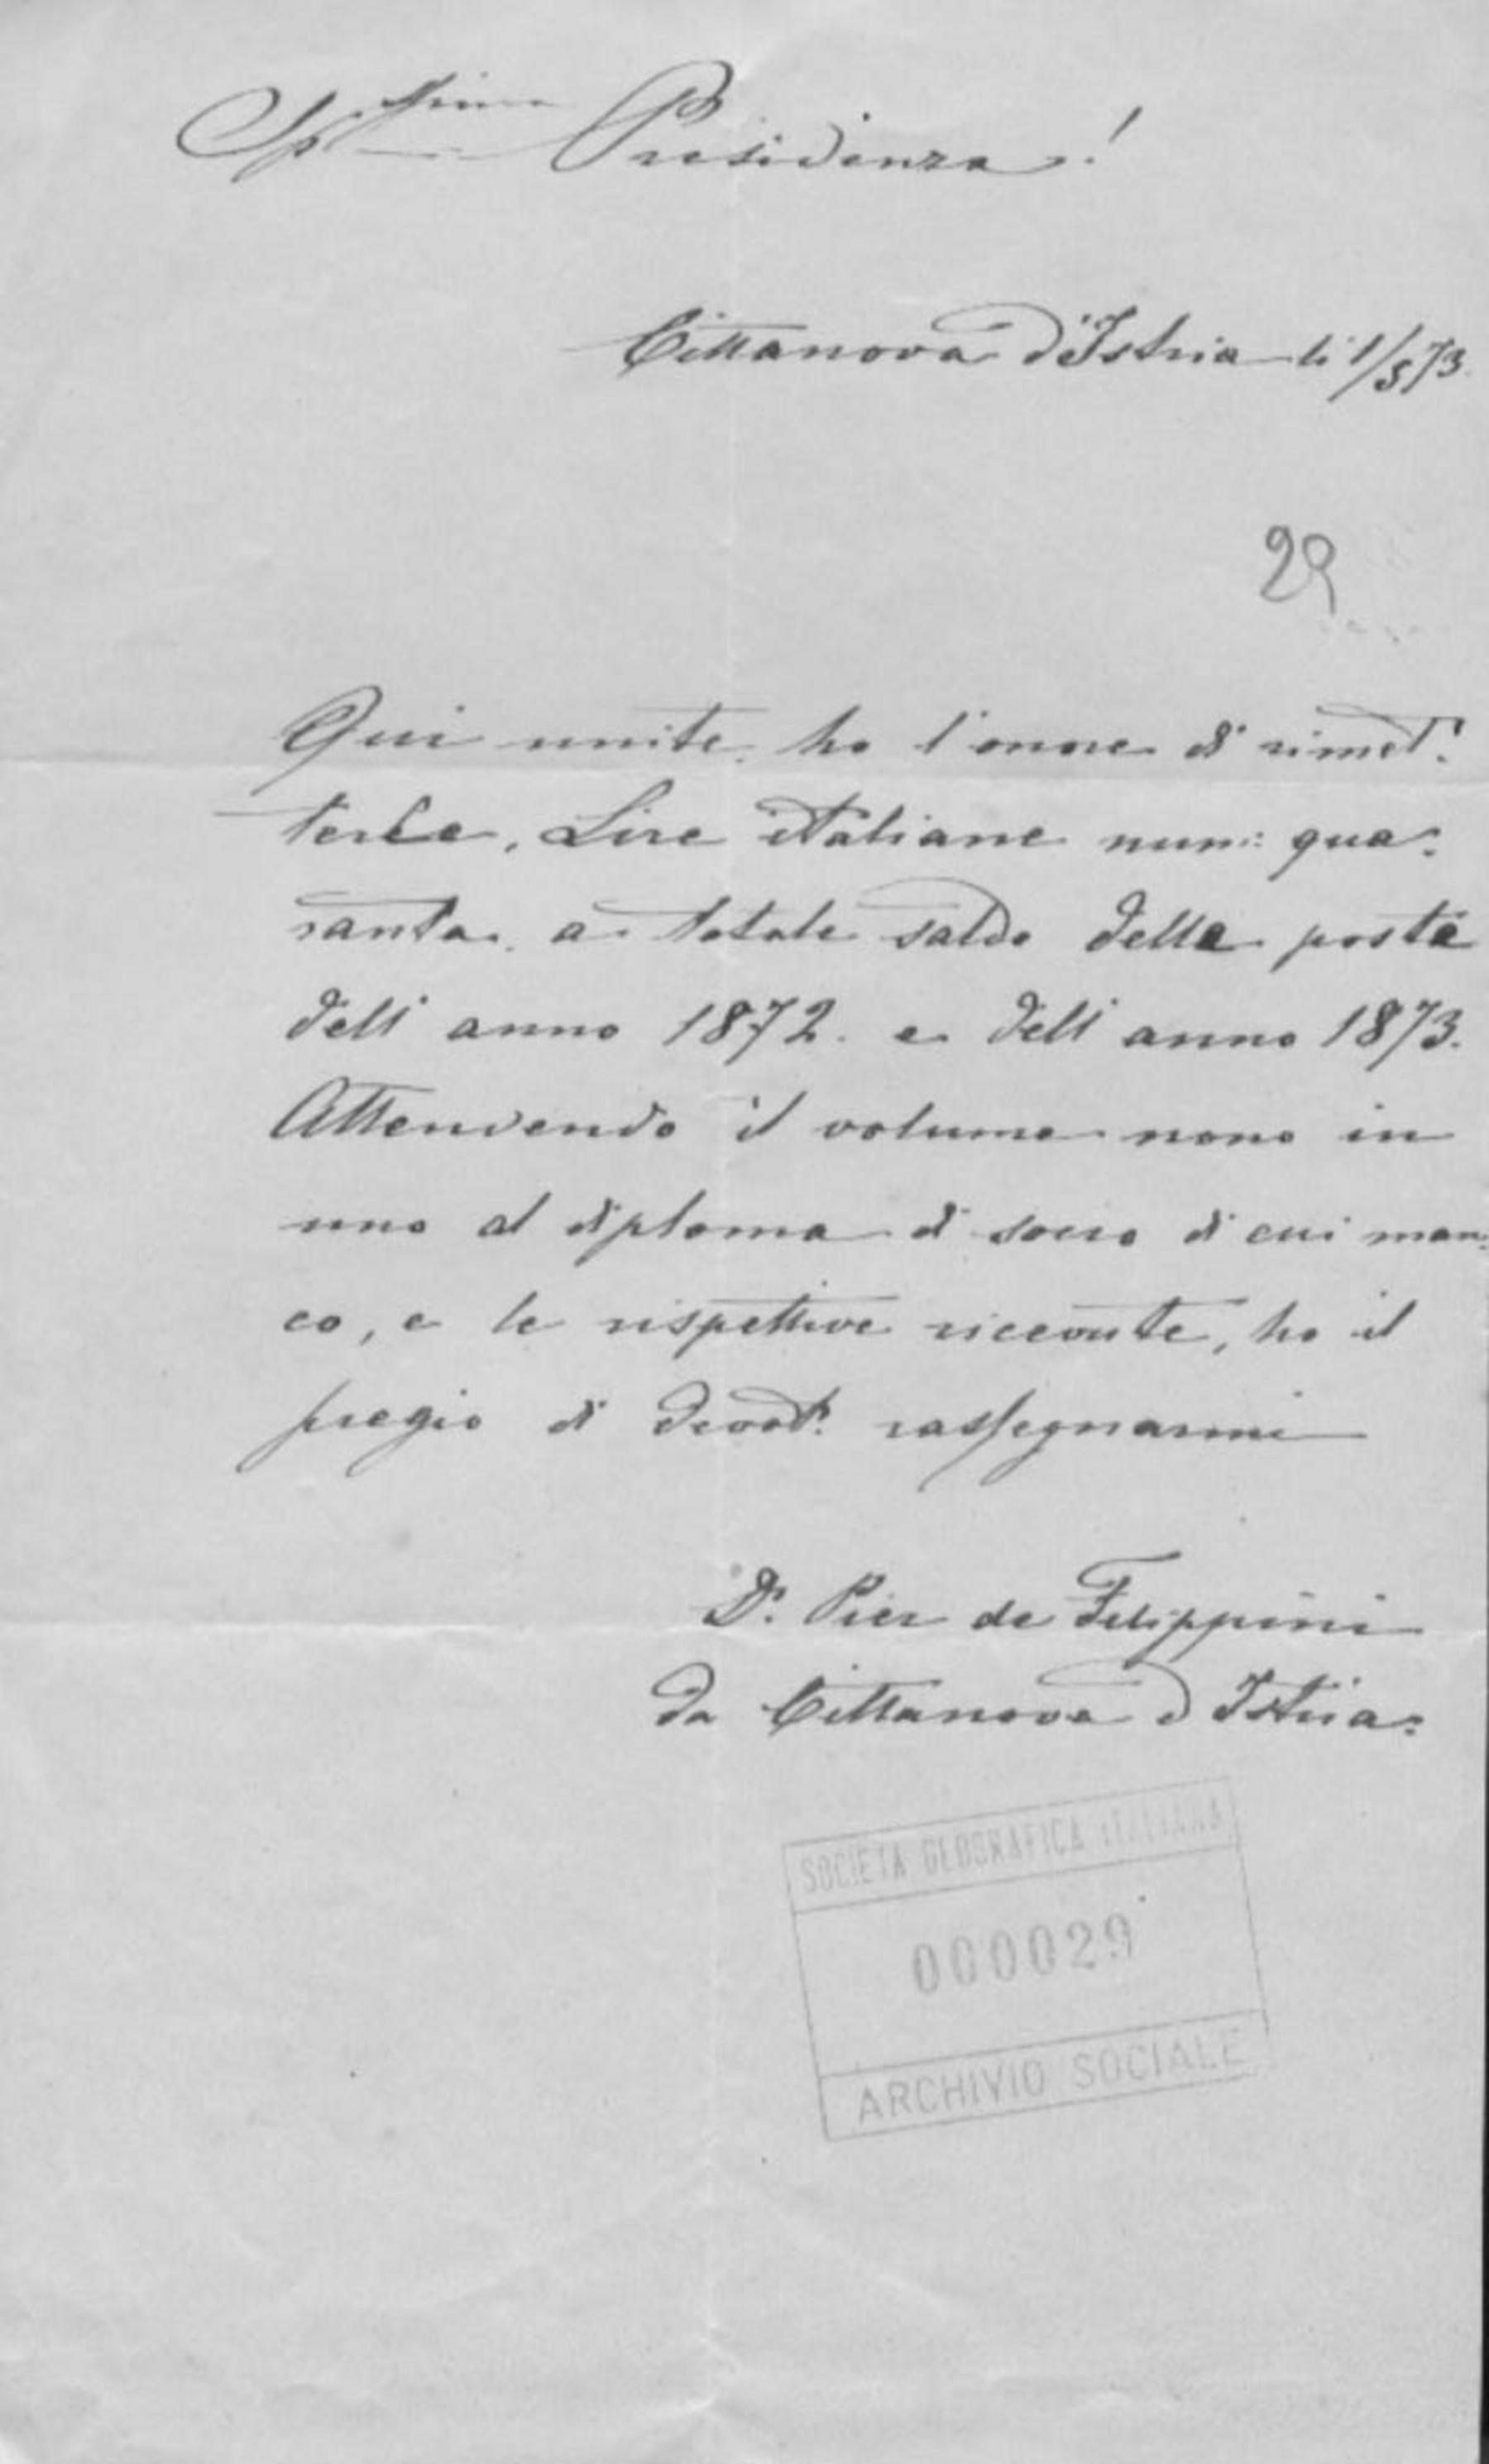 Sp^ttssima Presidenza!
Cittanova d'Istria li 1/5 73.
29
Qui unite ho l'onore di rimet:
terLe, Lire italiane num: qua:
ranta, a totale saldo della posta
dell' anno 1872. e dell' anno 1873.
Attendendo il volume nono in
uno al diploma di socio di cui man:
co, e le rispettive ricevute, ho il
pregio di devot: rassegnarmi
Dr. Pier de Filippini
da Cittanova d'Istria.
SOCIETA GEOGRAFICA ITALIANA
000029
ARCHIVIO SOCIALE